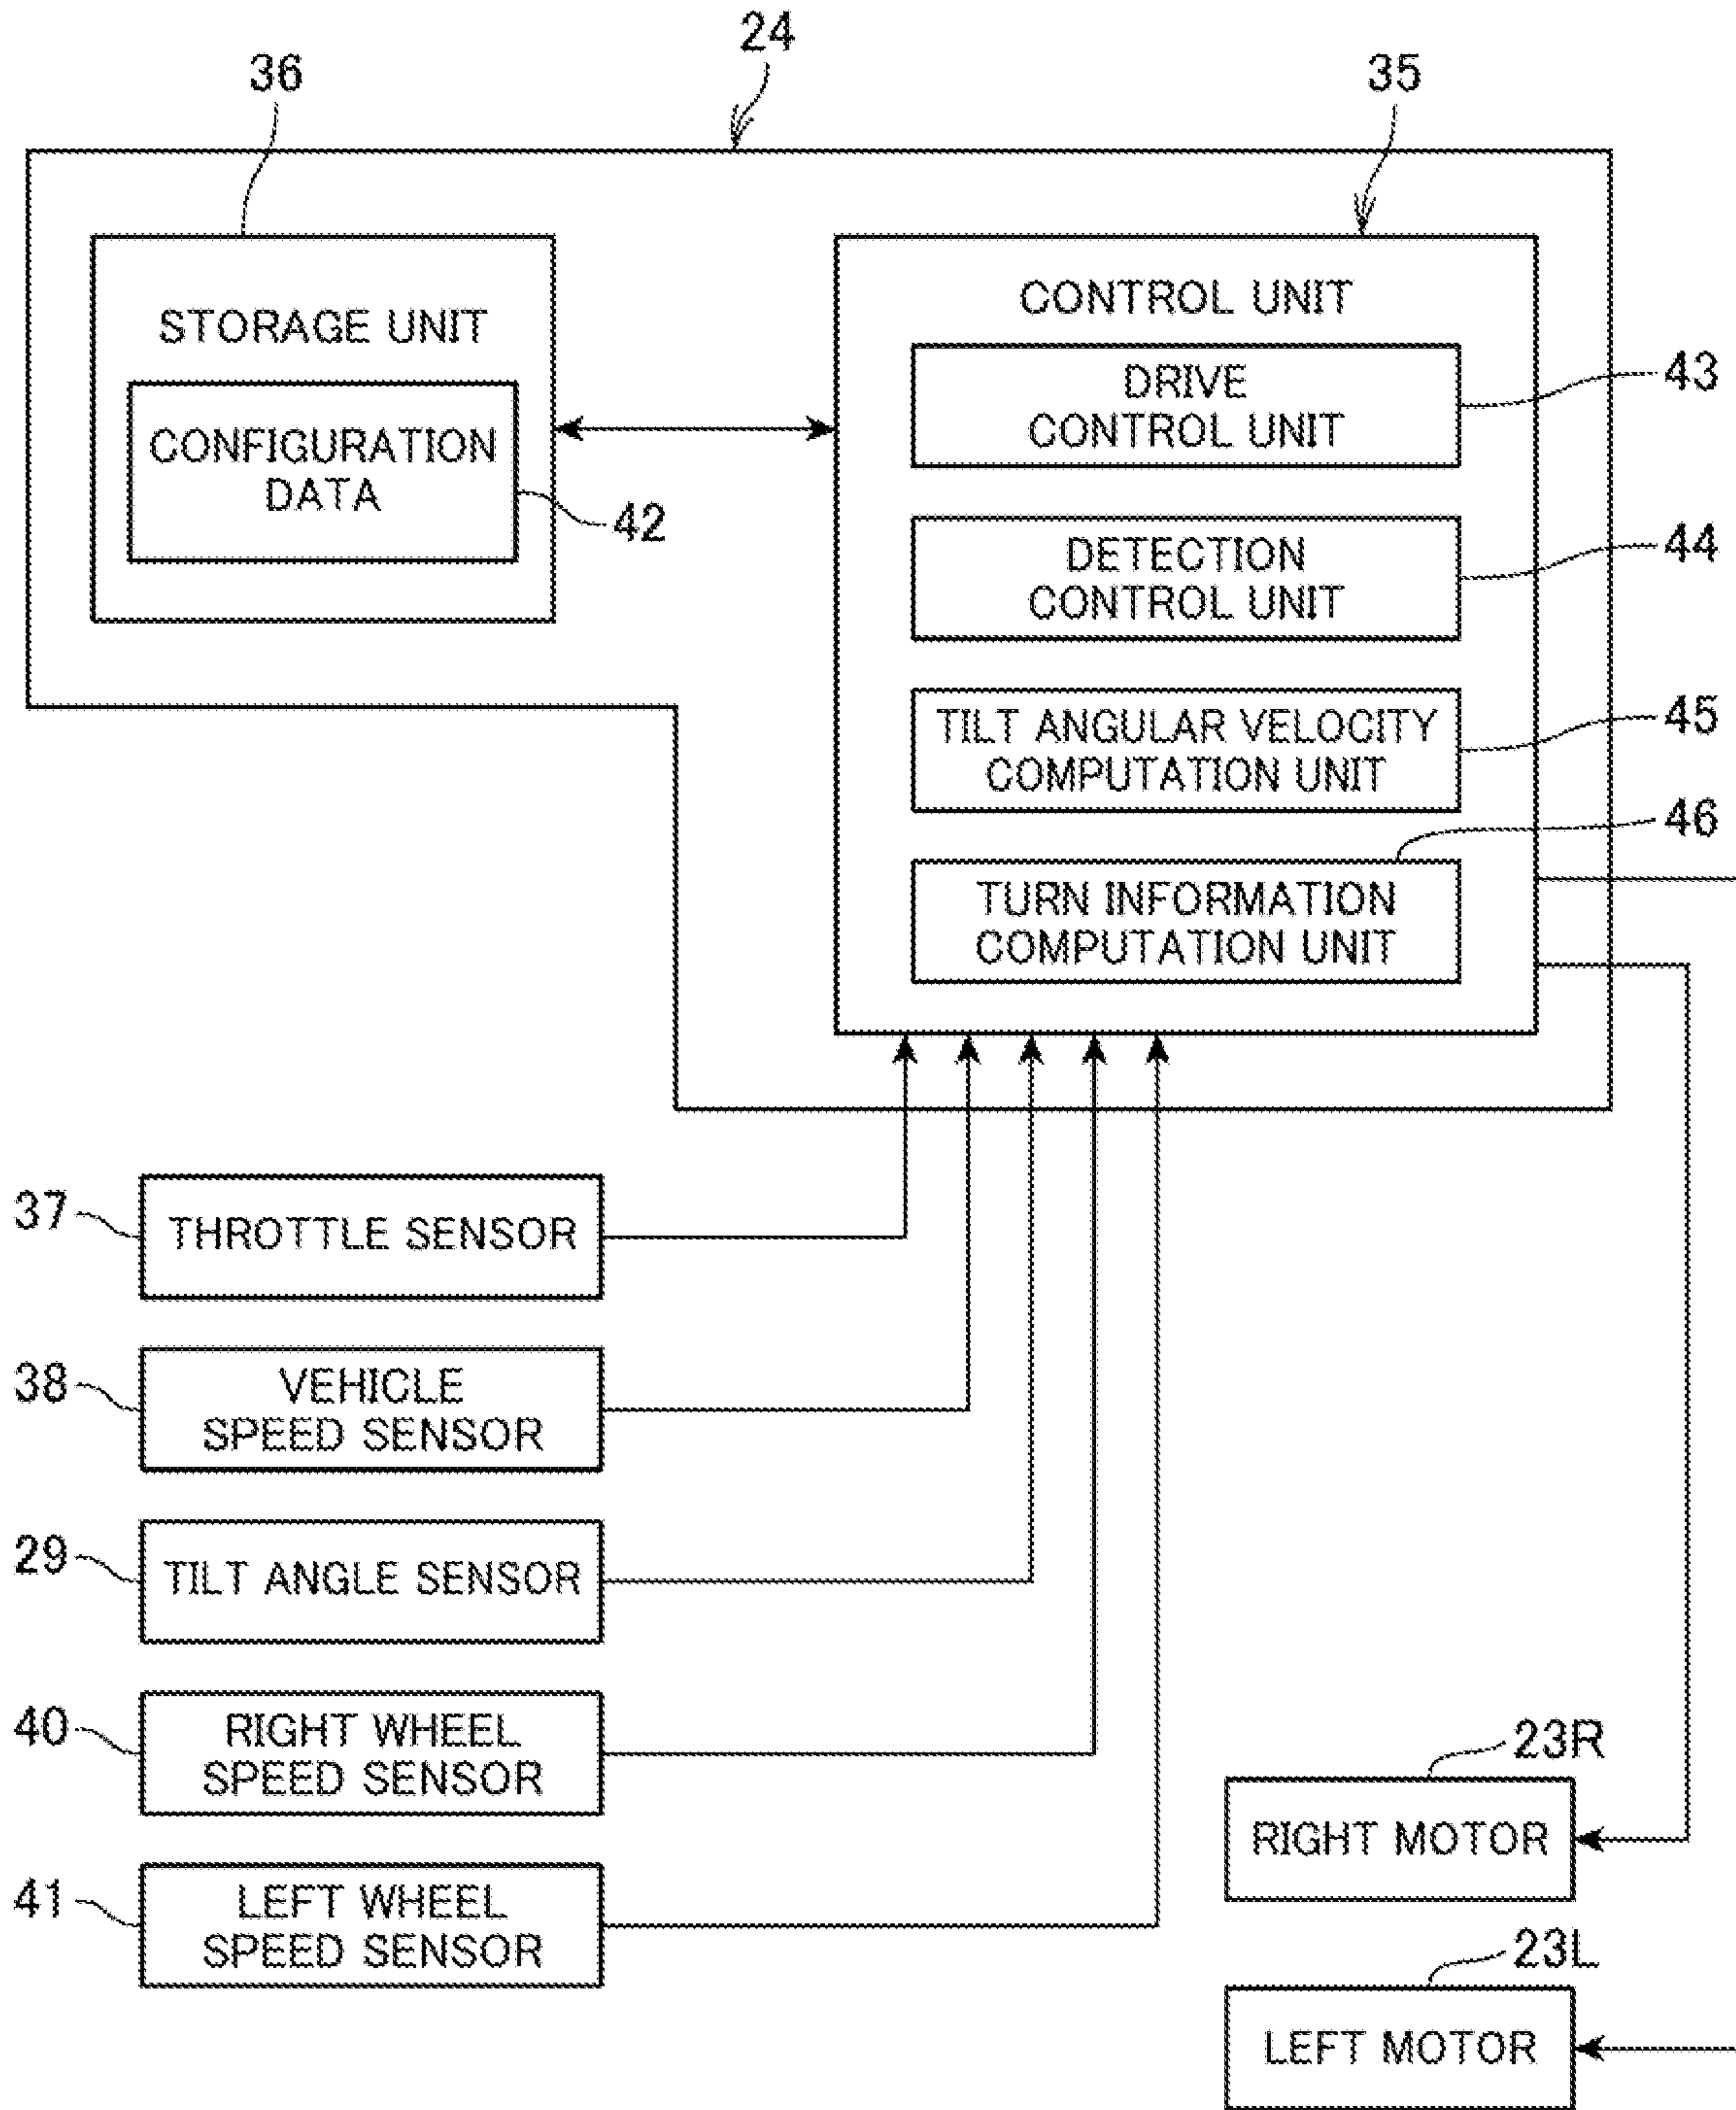 24
36
35
STORAGE UNIT
CONFIGURATION
DATA
42
CONTROL UNIT
DRIVE
CONTROL UNIT
43
DETECTION
CONTROL UNIT
44
TILT ANGULAR VELOCITY
COMPUTATION UNIT
45
46
TURN INFORMATION
COMPUTATION UNIT
37
THROTTLE SENSOR
38
VEHICLE
SPEED SENSOR
29
TILT ANGLE SENSOR
40
RIGHT WHEEL
SPEED SENSOR
41
LEFT WHEEL
SPEED SENSOR
23R
RIGHT MOTOR
23L
LEFT MOTOR